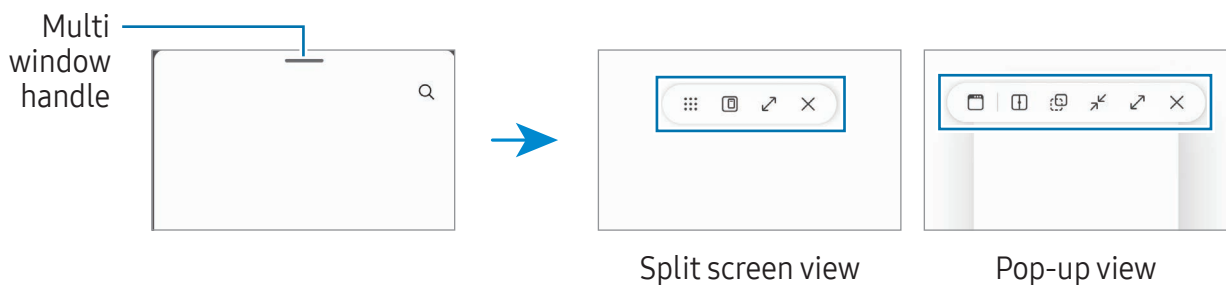 Multi
window
handle
Split screen view
Pop-up view